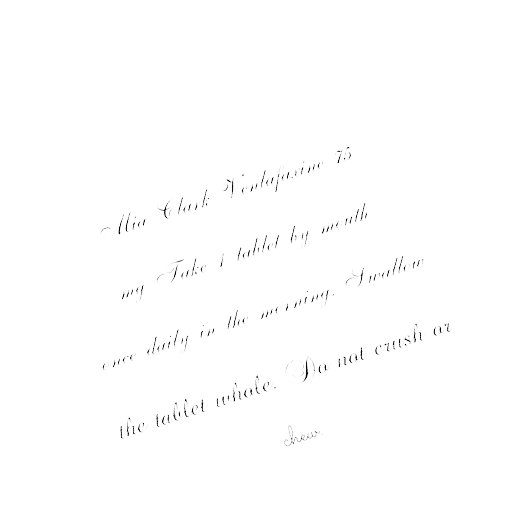 Mia Clark Venlafaxine 75
mg Take 1 tablet by mouth
once daily in the morning. Swallow
the tablet whole. Do not crush or
chew.